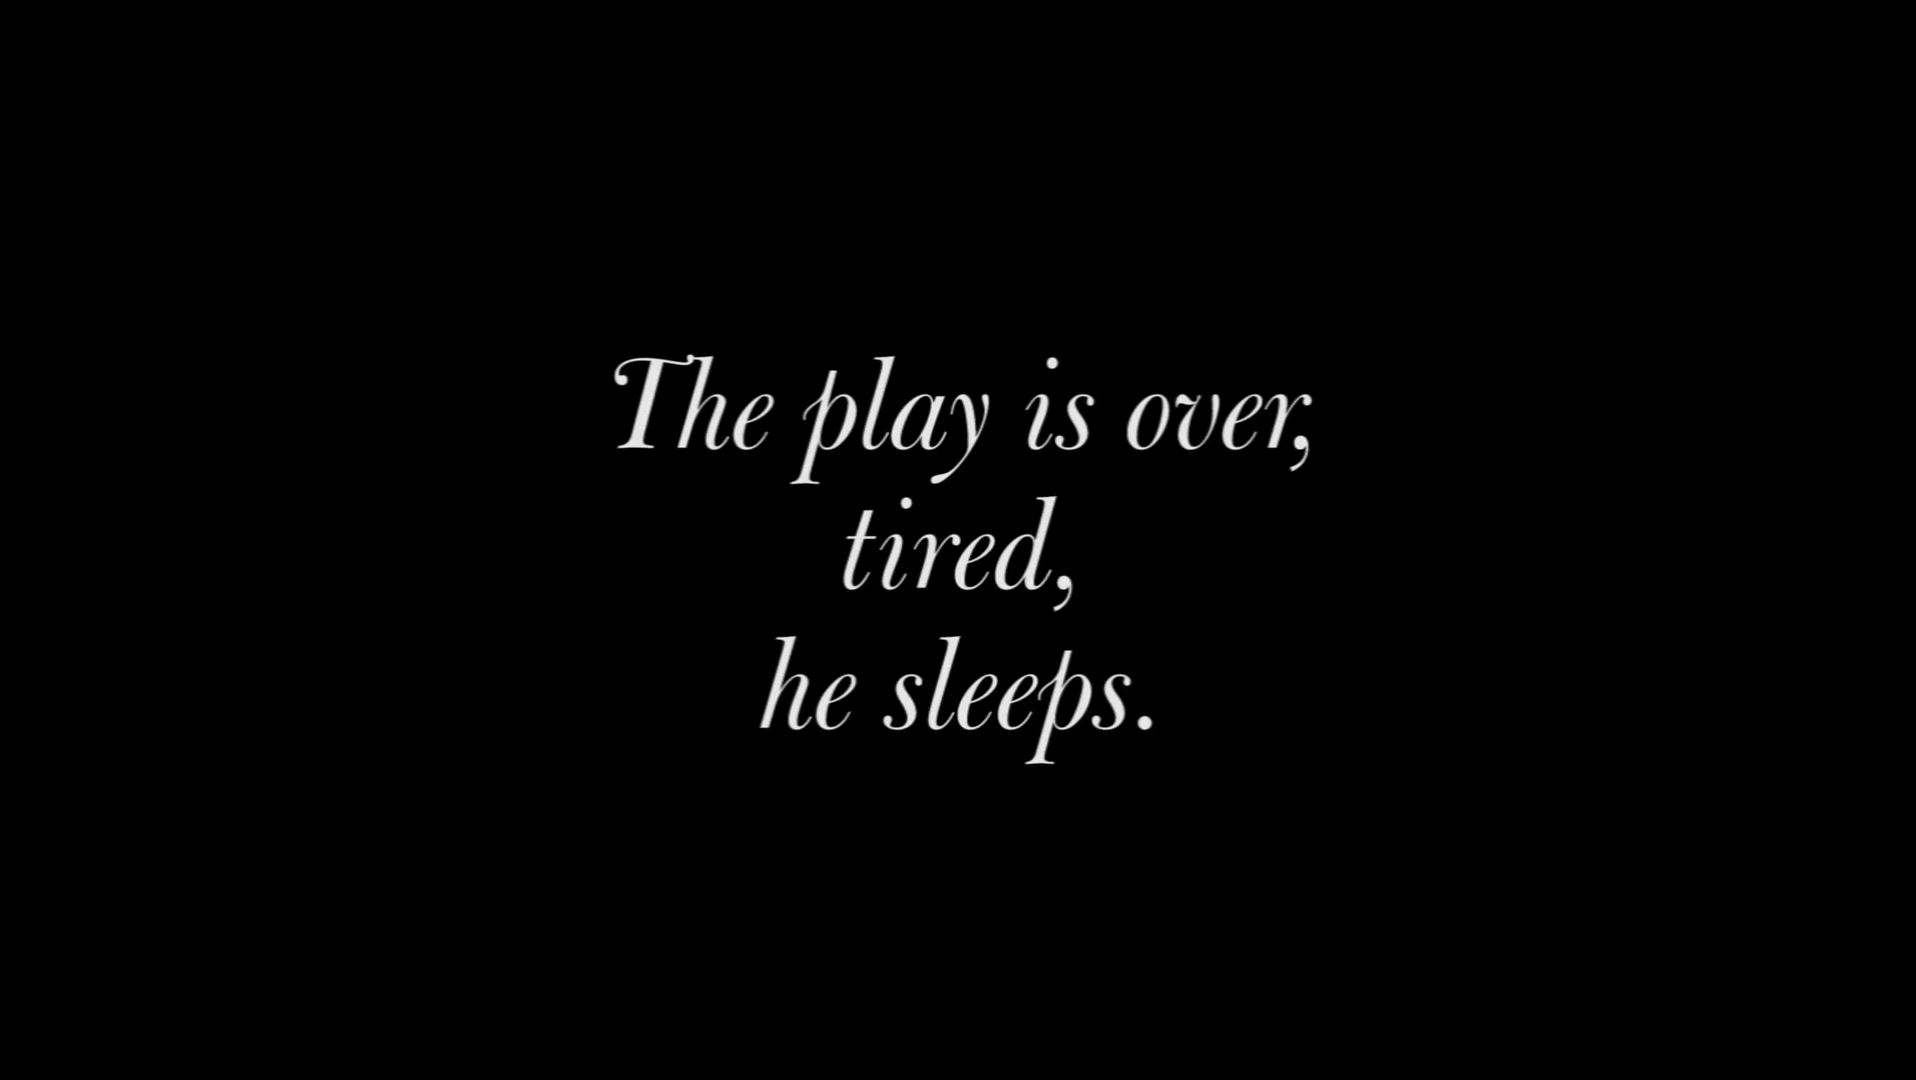 The play is over,
tired,
he sleeps.